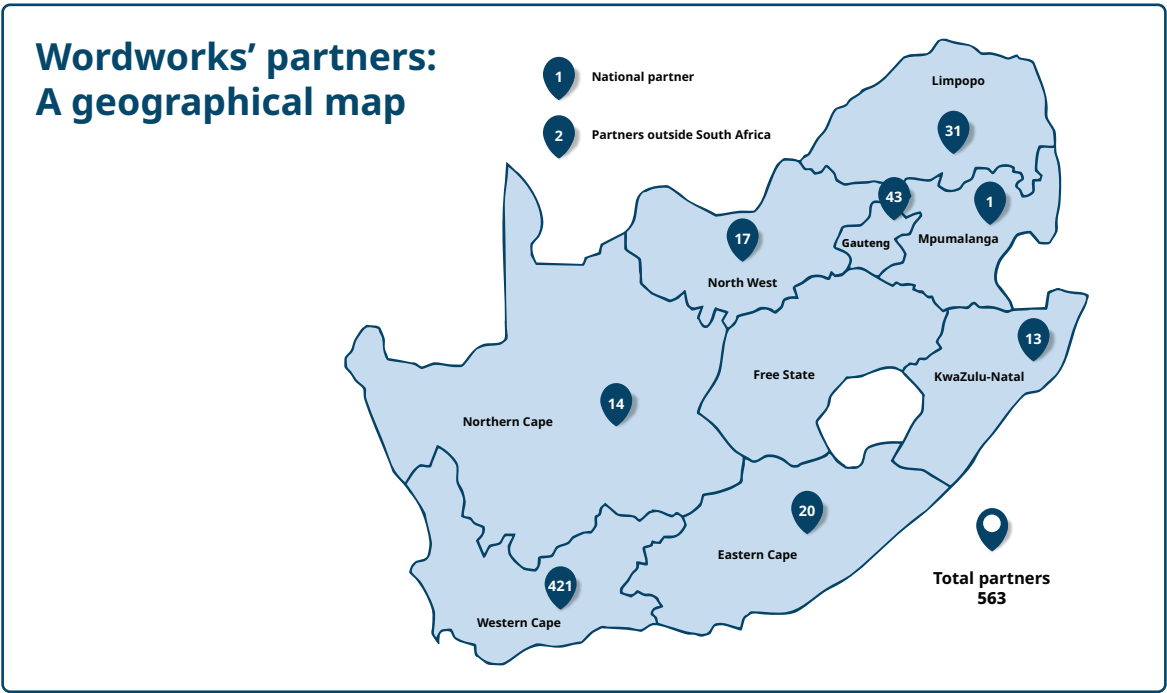 Wordworks’ partners:
A geographical map
1
National partner
2
Partners outside South Africa
Limpopo
31
43
1
Gauteng
Mpumalanga
17
North West
13
KwaZulu-Natal
Free State
14
Northern Cape
20
Eastern Cape
421
Western Cape
Total partners
563